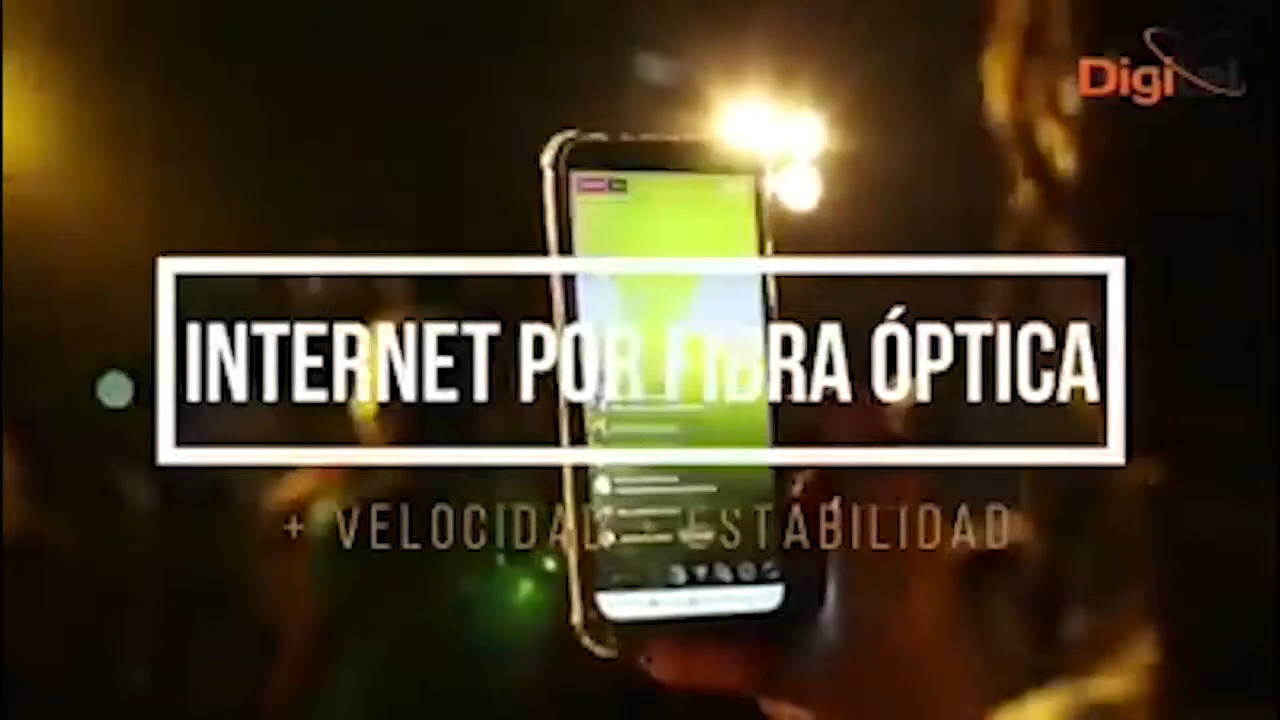 Digi
INTERNET POR FIBRA ÓPTICA
+ VELOCIDAD + ESTABILIDAD